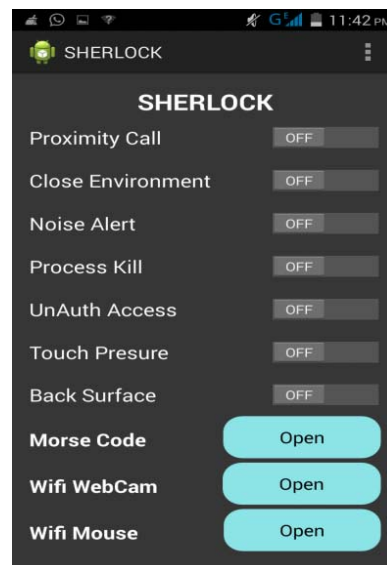 G E 11:42 PM
SHERLOCK
SHERLOCK
Proximity Call OFF
Close Environment OFF
Noise Alert OFF
Process Kill OFF
UnAuth Access OFF
Touch Presure OFF
Back Surface OFF
Morse Code Open
Wifi WebCam Open
Wifi Mouse Open